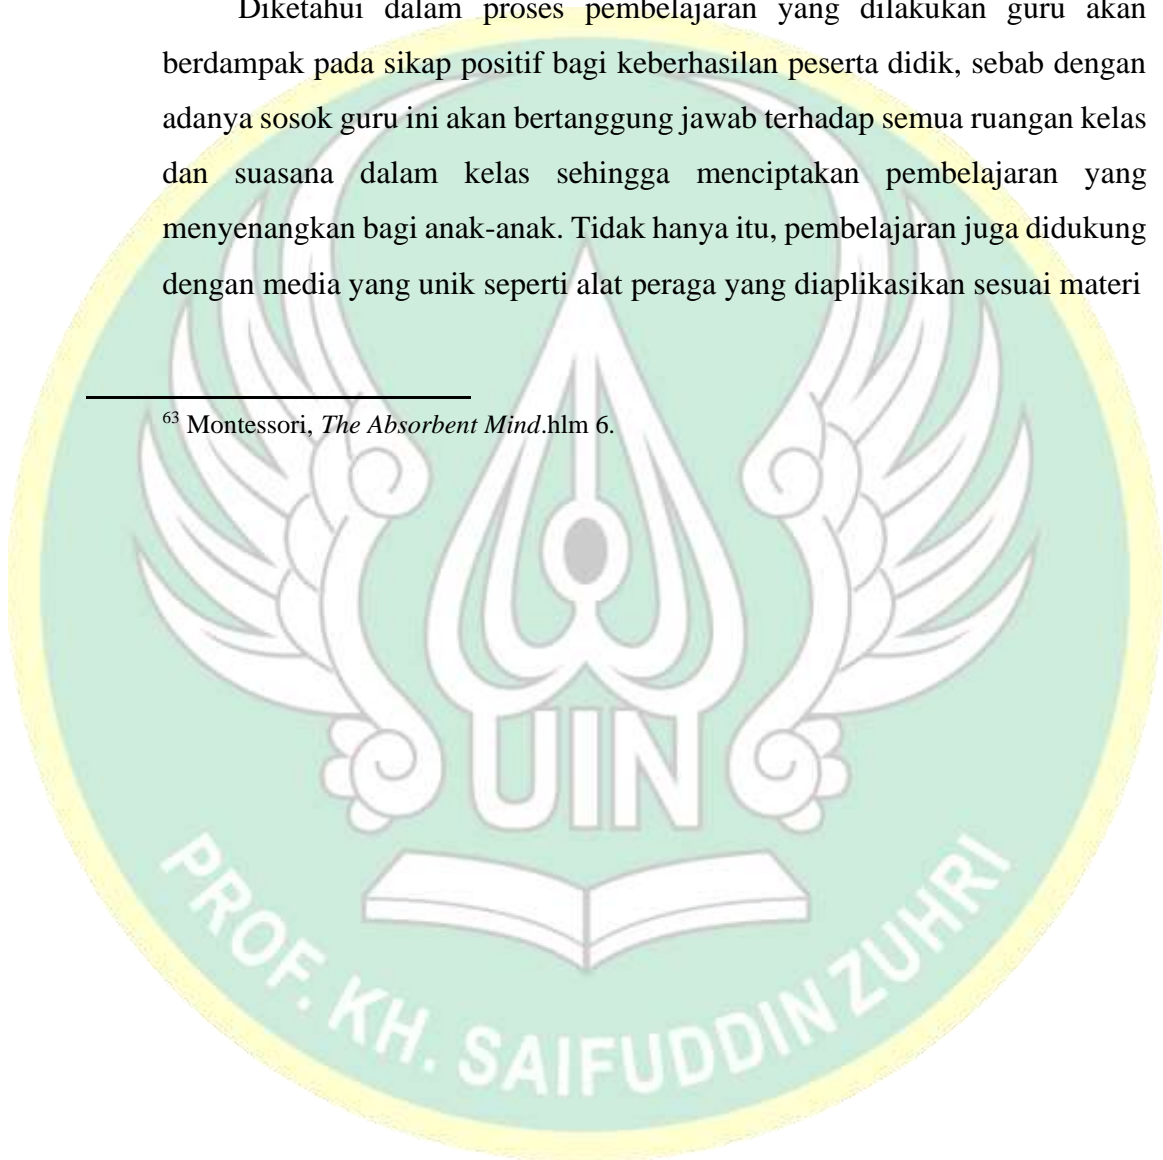 Diketahui dalam proses pembelajaran yang dilakukan guru akan
berdampak pada sikap positif bagi keberhasilan peserta didik, sebab dengan
adanya sosok guru ini akan bertanggung jawab terhadap semua ruangan kelas
dan suasana dalam kelas sehingga menciptakan pembelajaran yang
menyenangkan bagi anak-anak. Tidak hanya itu, pembelajaran juga didukung
dengan media yang unik seperti alat peraga yang diaplikasikan sesuai materi
63 Montessori, The Absorbent Mind.hlm 6.
UIN
PROF. KH. SAIFUDDIN ZUHRI